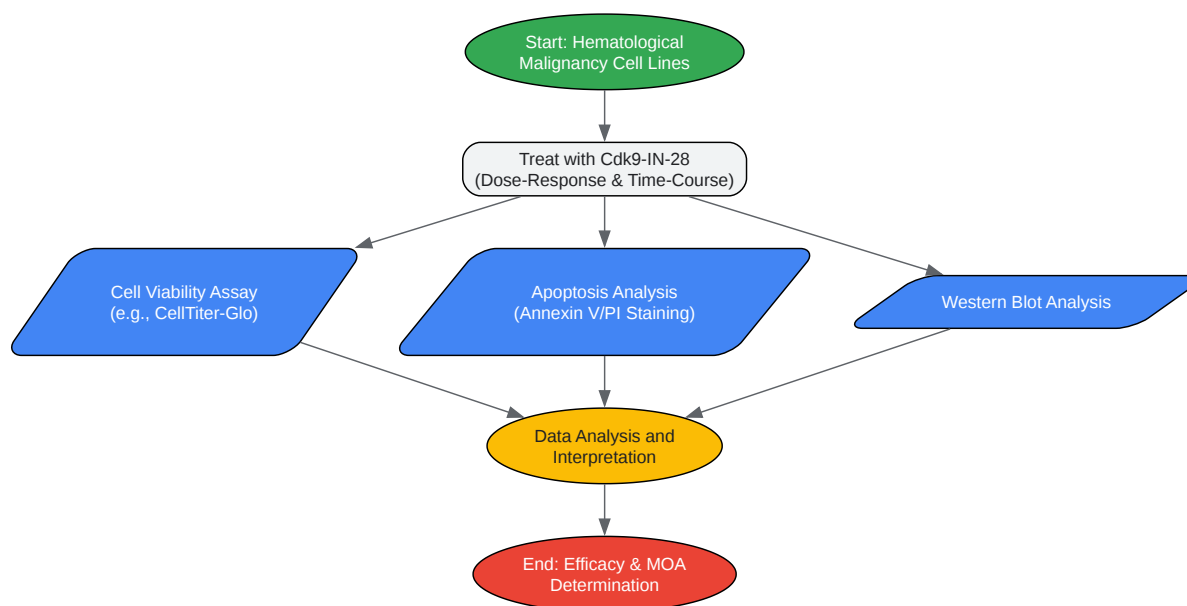 Start: Hematological
Malignancy Cell Lines
Treat with Cdk9-IN-28
(Dose-Response & Time-Course)
Cell Viability Assay
(e.g., CellTiter-Glo)
Apoptosis Analysis
(Annexin V/PI Staining)
Western Blot Analysis
Data Analysis and
Interpretation
End: Efficacy & MOA
Determination